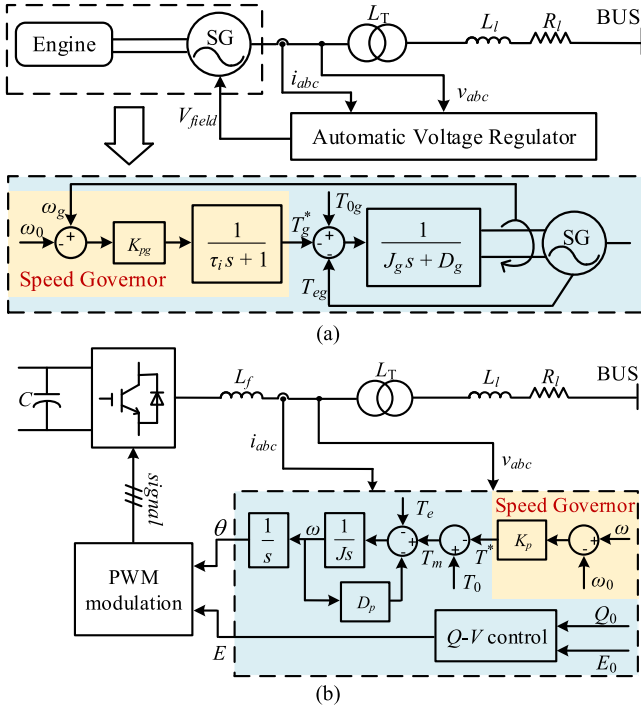 (a)
Engine
SG
L_T
L_l
R_l
BUS
i_abc
v_abc
V_field
Automatic Voltage Regulator
ω_g
ω_0
+
-
K_pg
1
τ_i s + 1
T_g^*
T_0g
-
-
-
T_eg
1
J_g s + D_g
SG
Speed Governor
(a)
C
L_f
L_T
L_l
R_l
BUS
i_abc
v_abc
signal
PWM
modulation
θ
1
s
ω
1
Js
D_p
T_e
-
+
-
T_m
-
+
T_0
T^*
Speed Governor
K_p
+
-
ω
ω_0
E
Q-V control
Q_0
E_0
(b)